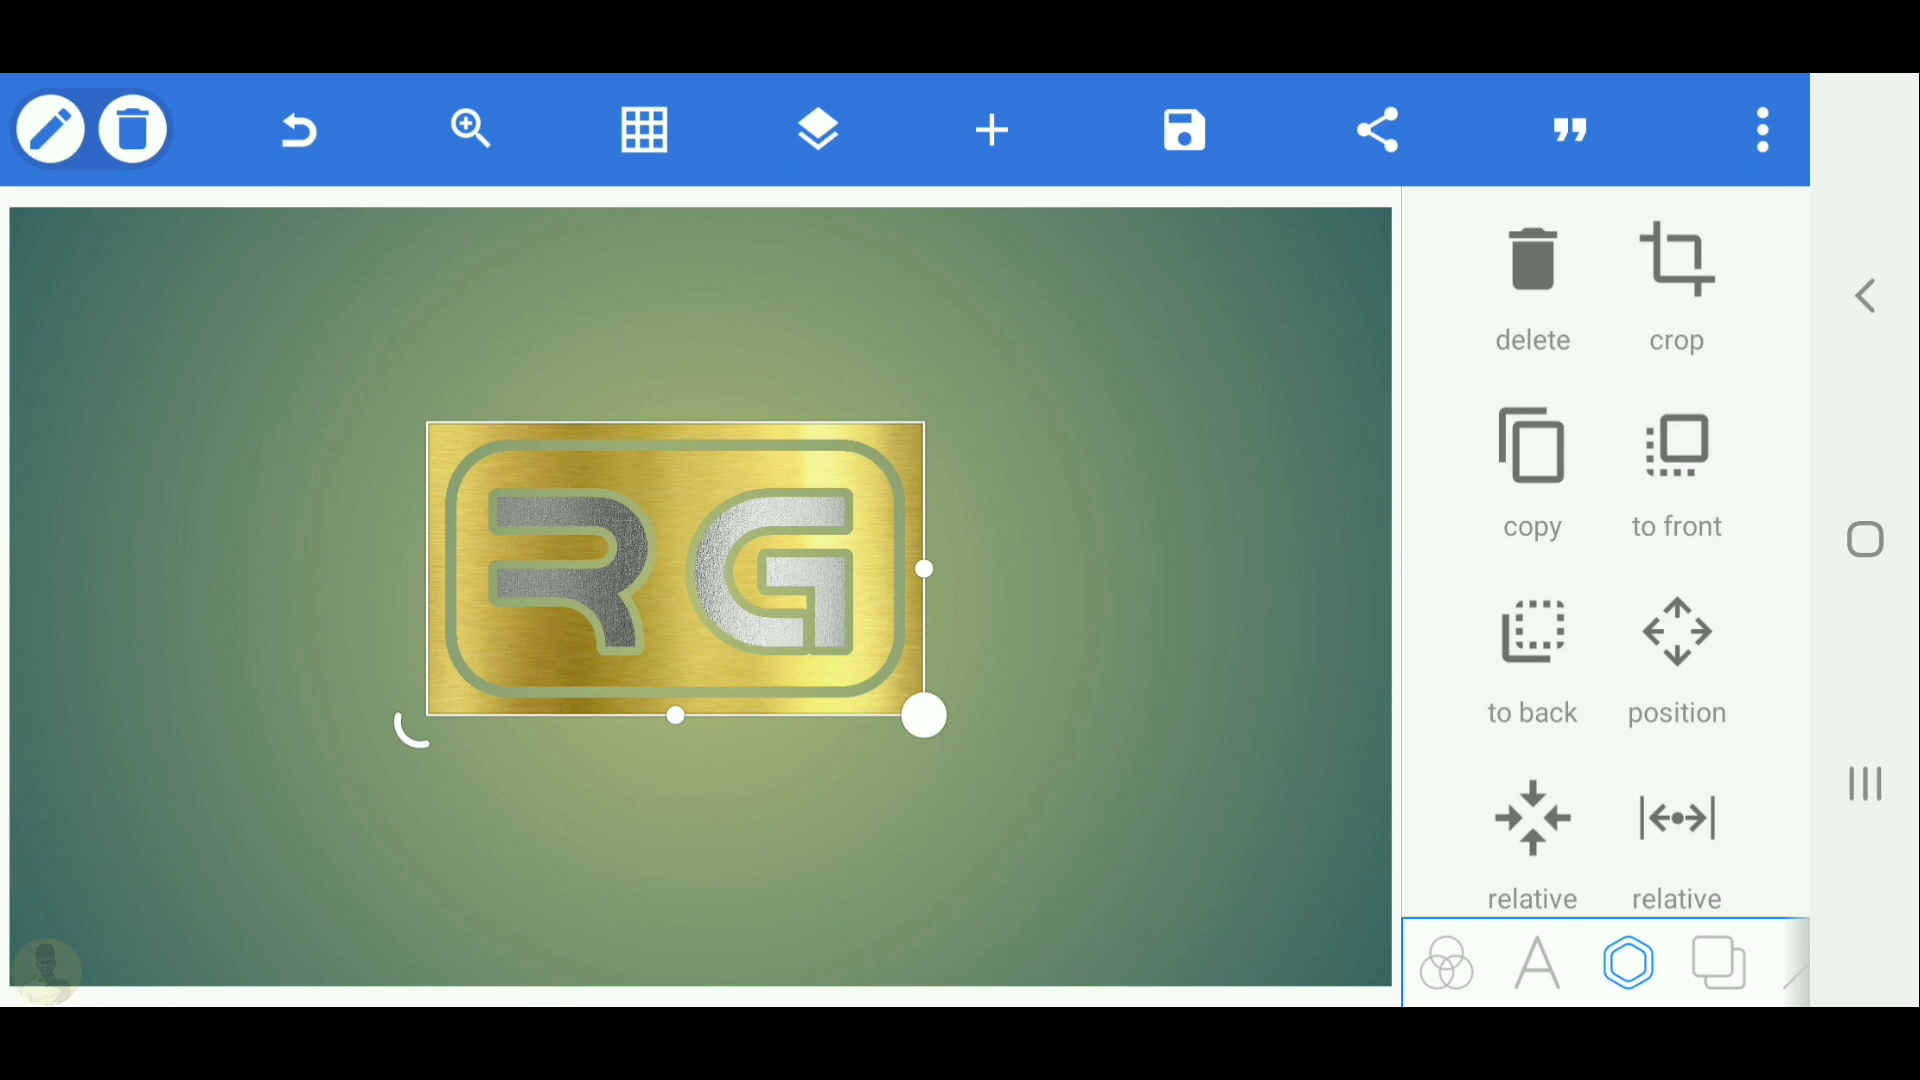 RG
delete crop
copy to front
to back position
relative relative